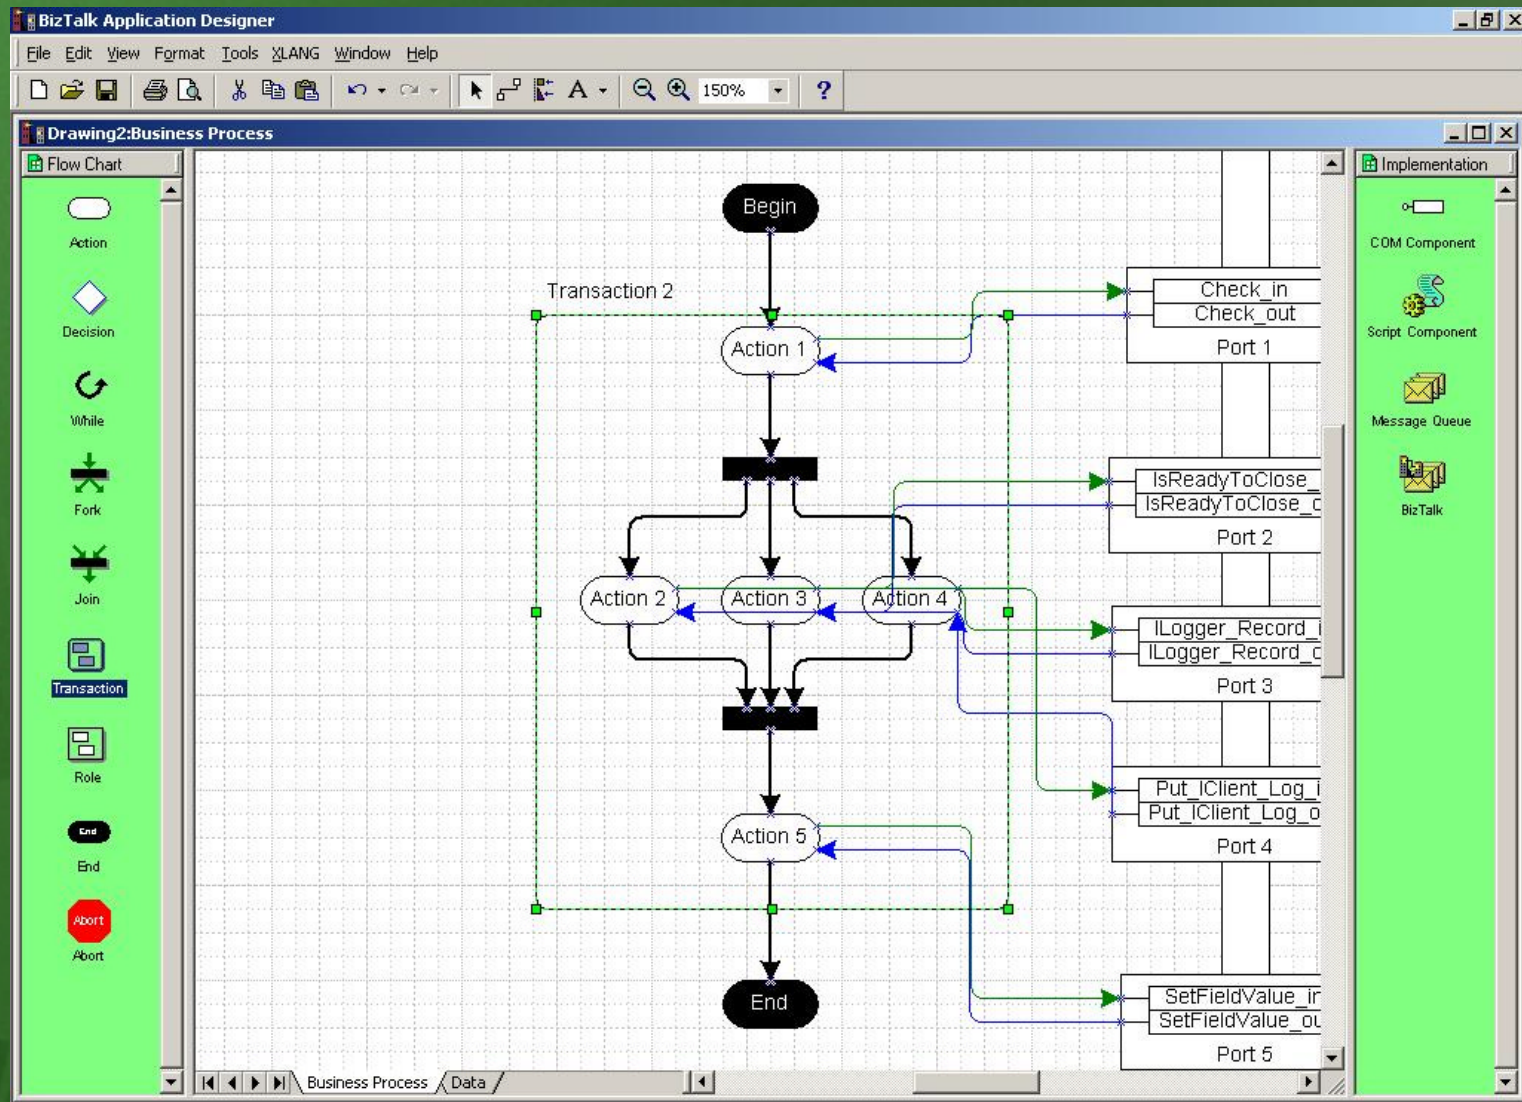 BizTalk Application Designer
File Edit View Format Tools XLANG Window Help
A 150% ?
Drawing2:Business Process
Flow Chart
Action
Decision
While
Fork
Join
Transaction
Role
End
End
Abort
Abort
Begin
Transaction 2
Action 1
Action 2
Action 3
Action 4
Action 5
End
Check_in
Check_out
Port 1
IsReadyToClose_
IsReadyToClose_o
Port 2
ILogger_Record_i
ILogger_Record_o
Port 3
Put_IClient_Log_i
Put_IClient_Log_o
Port 4
SetFieldValue_in
SetFieldValue_ou
Port 5
Implementation
COM Component
Script Component
Message Queue
BizTalk
Business Process Data